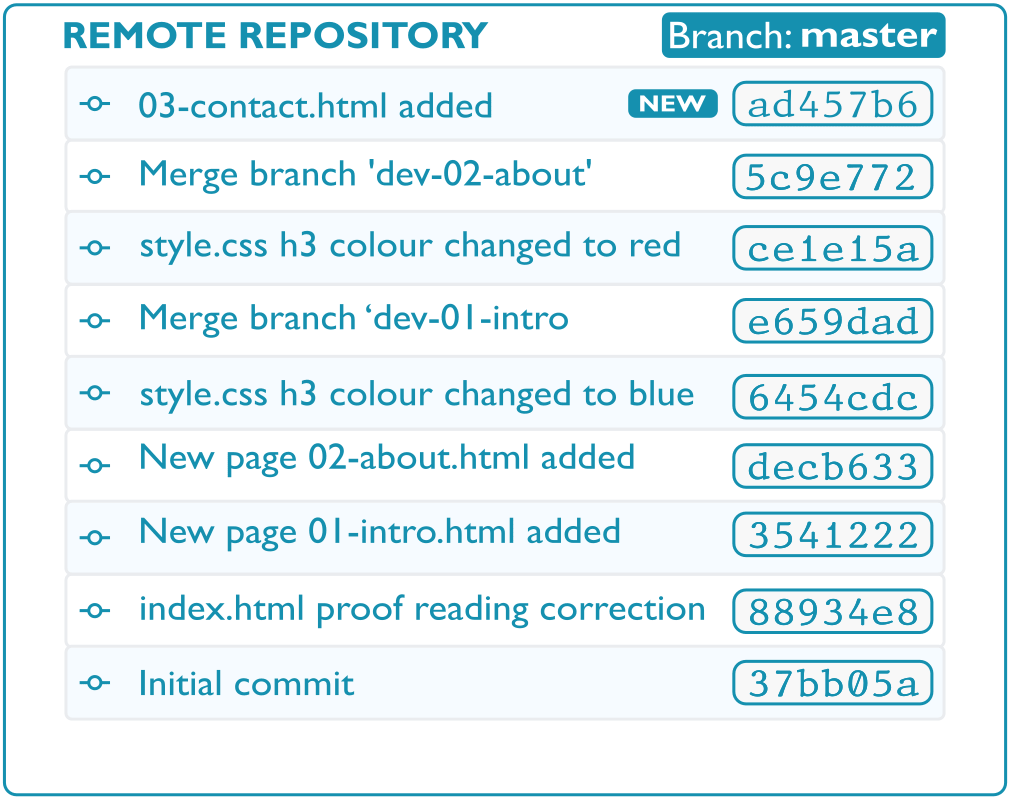 REMOTE REPOSITORY Branch: master
03-contact.html added NEW ad457b6
Merge branch 'dev-02-about' 5c9e772
style.css h3 colour changed to red ce1e15a
Merge branch ‘dev-01-intro e659dad
style.css h3 colour changed to blue 6454cdc
New page 02-about.html added decb633
New page 01-intro.html added 3541222
index.html proof reading correction 88934e8
Initial commit 37bb05a